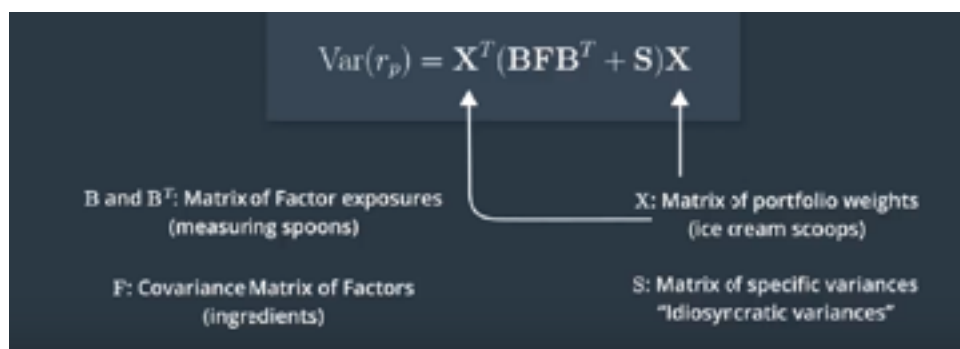 Var(r_p) = X^T(BFB^T + S)X
B and B^T: Matrix of Factor exposures
(measuring spoons)
X: Matrix of portfolio weights
(ice cream scoops)
F: Covariance Matrix of Factors
(ingredients)
S: Matrix of specific variances
"Idiosyncratic variances"